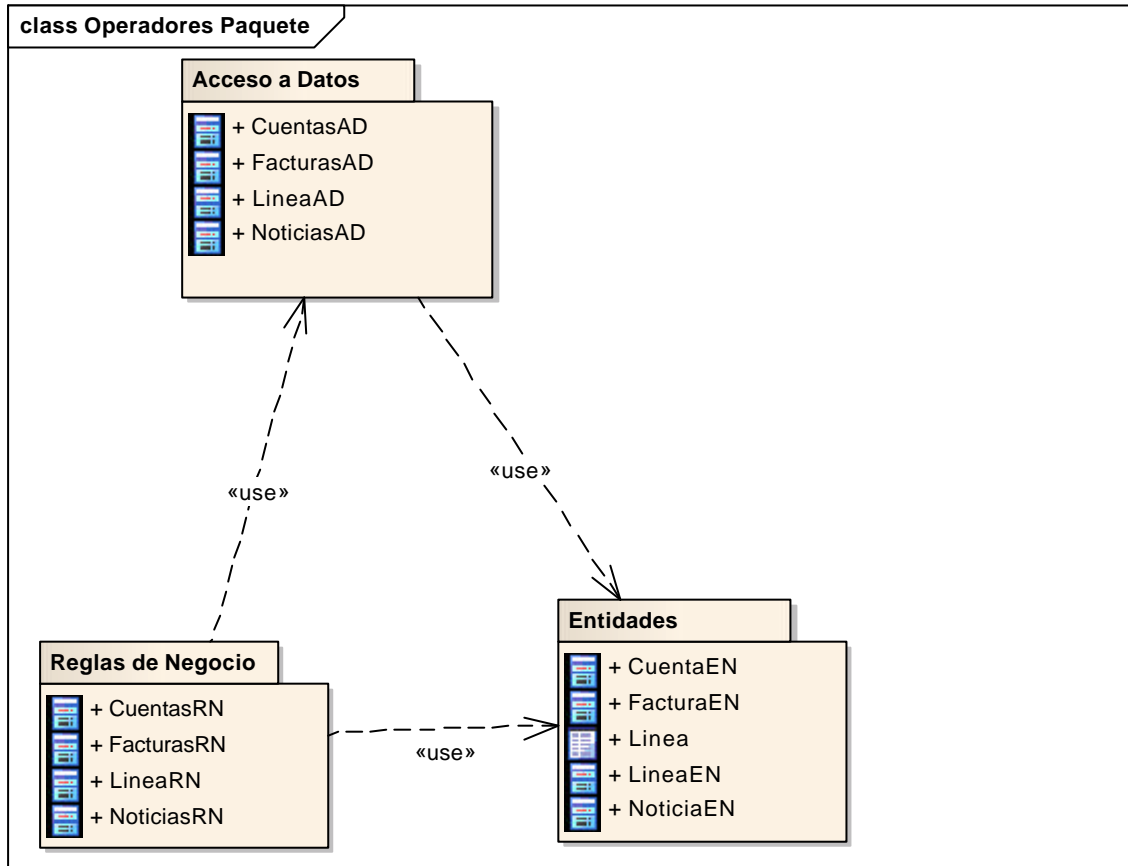 class Operadores Paquete
Acceso a Datos
+ CuentasAD
+ FacturasAD
+ LineaAD
+ NoticiasAD
«use»
«use»
Reglas de Negocio
+ CuentasRN
+ FacturasRN
+ LineaRN
+ NoticiasRN
«use»
Entidades
+ CuentaEN
+ FacturaEN
+ Linea
+ LineaEN
+ NoticiaEN